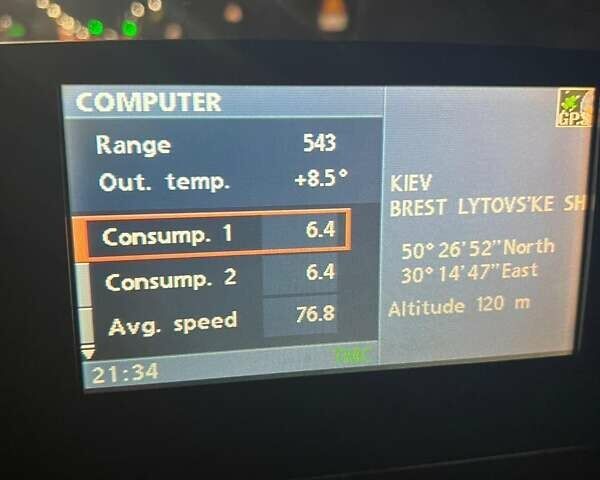 COMPUTER
GPS
Range 543
Out. temp. +8.5°
Consump. 1 6.4
Consump. 2 6.4
Avg. speed 76.8
21:34
KIEV
BREST LYTOVS'KE SH
50° 26'52"North
30° 14'47"East
Altitude 120 m